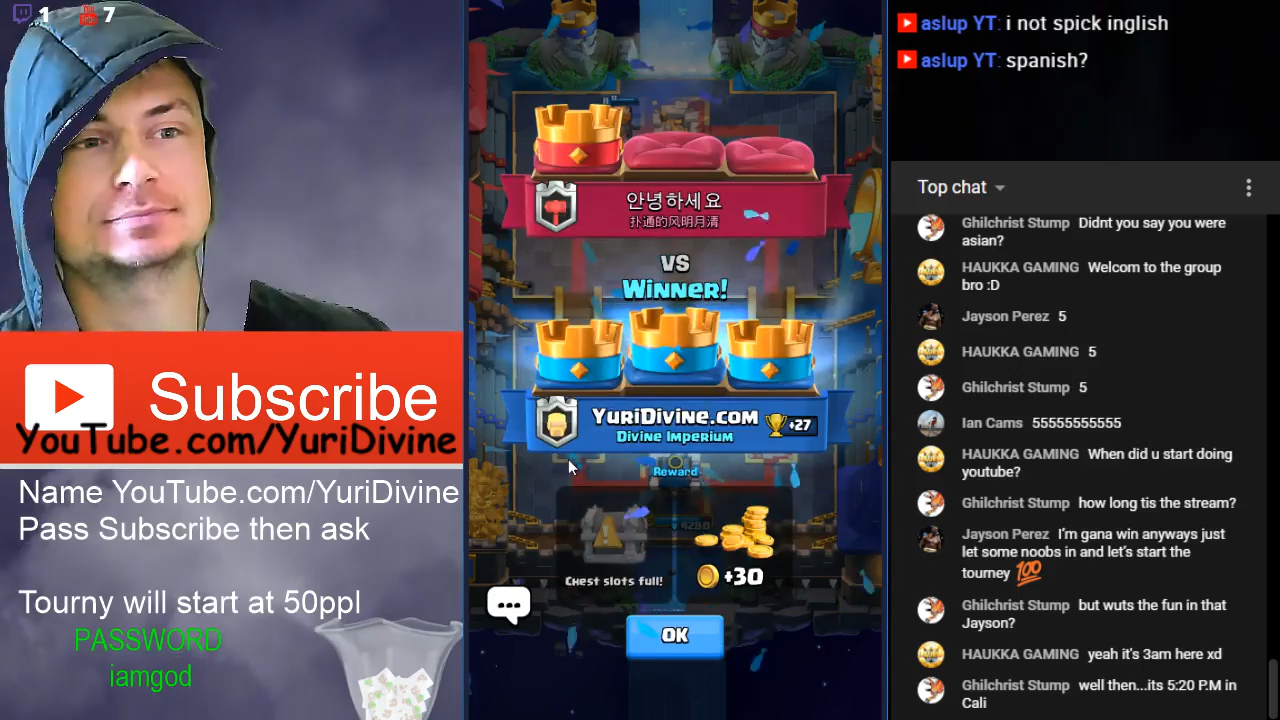 1 7
Subscribe
YouTube.com/YuriDivine
Name YouTube.com/YuriDivine
Pass Subscribe then ask
Tourny will start at 50ppl
PASSWORD
iamgod
안녕하세요
扑通的风明月清
VS
Winner!
YuriDivine.com
Divine Imperium
+27
Reward
Chest slots full!
+30
OK
aslup YT: i not spick inglish
aslup YT: spanish?
Top chat
Ghilchrist Stump Didnt you say you were
asian?
HAUKKA GAMING Welcom to the group
bro :D
Jayson Perez 5
HAUKKA GAMING 5
Ghilchrist Stump 5
Ian Cams 55555555555
HAUKKA GAMING When did u start doing
youtube?
Ghilchrist Stump how long tis the stream?
Jayson Perez I'm gana win anyways just
let some noobs in and let's start the
tourney 💯
Ghilchrist Stump but wuts the fun in that
Jayson?
HAUKKA GAMING yeah it's 3am here xd
Ghilchrist Stump well then...its 5:20 P.M in
Cali